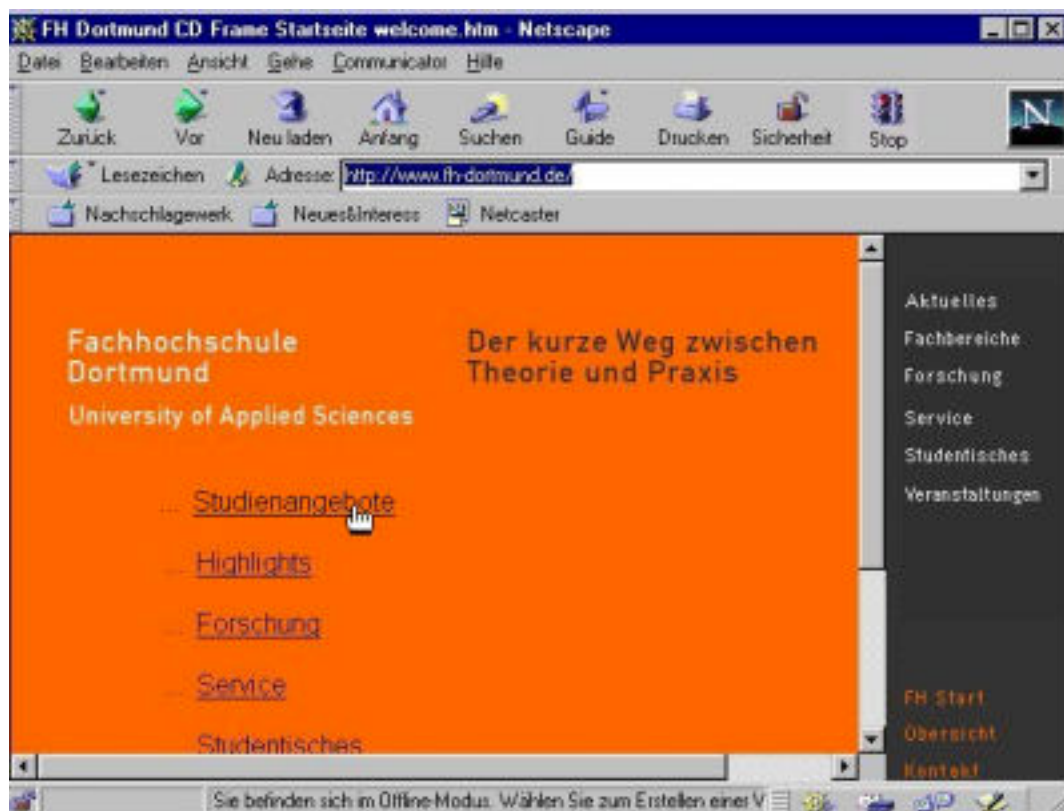 FH Dortmund CD Frame Startseite welcome.htm - Netscape
Datei Bearbeiten Ansicht Gehe Communicator Hilfe
Zurück Vor Neu laden Anfang Suchen Guide Drucken Sicherheit Stop
N
Lesezeichen Adresse: http://www.fh-dortmund.de/
Nachschlagewerk Neues&Interess Netcaster
Fachhochschule
Dortmund
University of Applied Sciences
Der kurze Weg zwischen
Theorie und Praxis
... Studienangebote
... Highlights
... Forschung
... Service
Studentisches
Aktuelles
Fachbereiche
Forschung
Service
Studentisches
Veranstaltungen
FH Start
Übersicht
Kontakt
Sie befinden sich im Offline-Modus. Wählen Sie zum Erstellen einer V